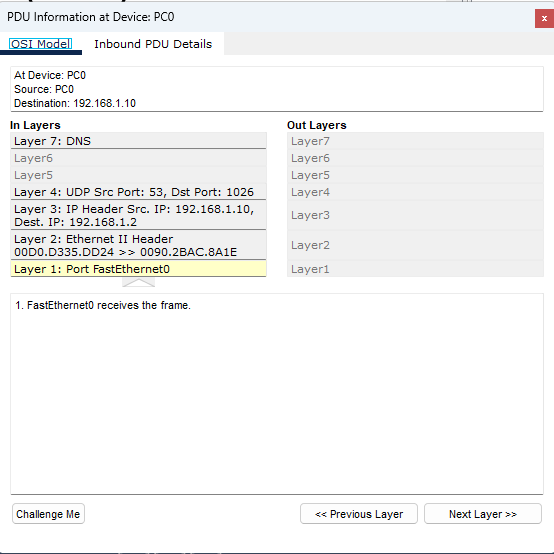 PDU Information at Device: PC0
x
OSI Model
Inbound PDU Details
At Device: PC0
Source: PC0
Destination: 192.168.1.10
In Layers
Out Layers
Layer 7: DNS
Layer7
Layer6
Layer6
Layer5
Layer5
Layer 4: UDP Src Port: 53, Dst Port: 1026
Layer4
Layer 3: IP Header Src. IP: 192.168.1.10,
Dest. IP: 192.168.1.2
Layer3
Layer 2: Ethernet II Header
00D0.D335.DD24 >> 0090.2BAC.8A1E
Layer2
Layer 1: Port FastEthernet0
Layer1
1. FastEthernet0 receives the frame.
Challenge Me
<< Previous Layer
Next Layer >>